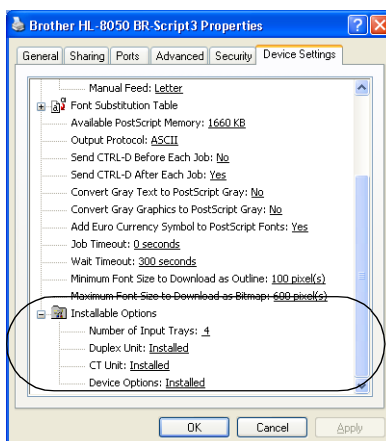 Brother HL-8050 BR-Script3 Properties
General Sharing Ports Advanced Security Device Settings
Manual Feed: Letter
Font Substitution Table
Available PostScript Memory: 1660 KB
Output Protocol: ASCII
Send CTRL-D Before Each Job: No
Send CTRL-D After Each Job: Yes
Convert Gray Text to PostScript Gray: No
Convert Gray Graphics to PostScript Gray: No
Add Euro Currency Symbol to PostScript Fonts: Yes
Job Timeout: 0 seconds
Wait Timeout: 300 seconds
Minimum Font Size to Download as Outline: 100 pixel(s)
Maximum Font Size to Download as Bitmap: 600 pixel(s)
Installable Options
Number of Input Trays: 4
Duplex Unit: Installed
CT Unit: Installed
Device Options: Installed
OK Cancel Apply